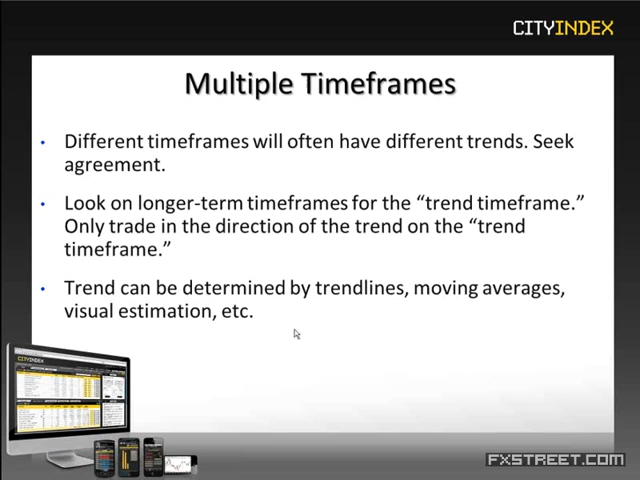 CITYINDEX
Multiple Timeframes
• Different timeframes will often have different trends. Seek
agreement.
• Look on longer-term timeframes for the “trend timeframe.”
Only trade in the direction of the trend on the “trend
timeframe.”
• Trend can be determined by trendlines, moving averages,
visual estimation, etc.
CITYINDEX
FXSTREET.COM